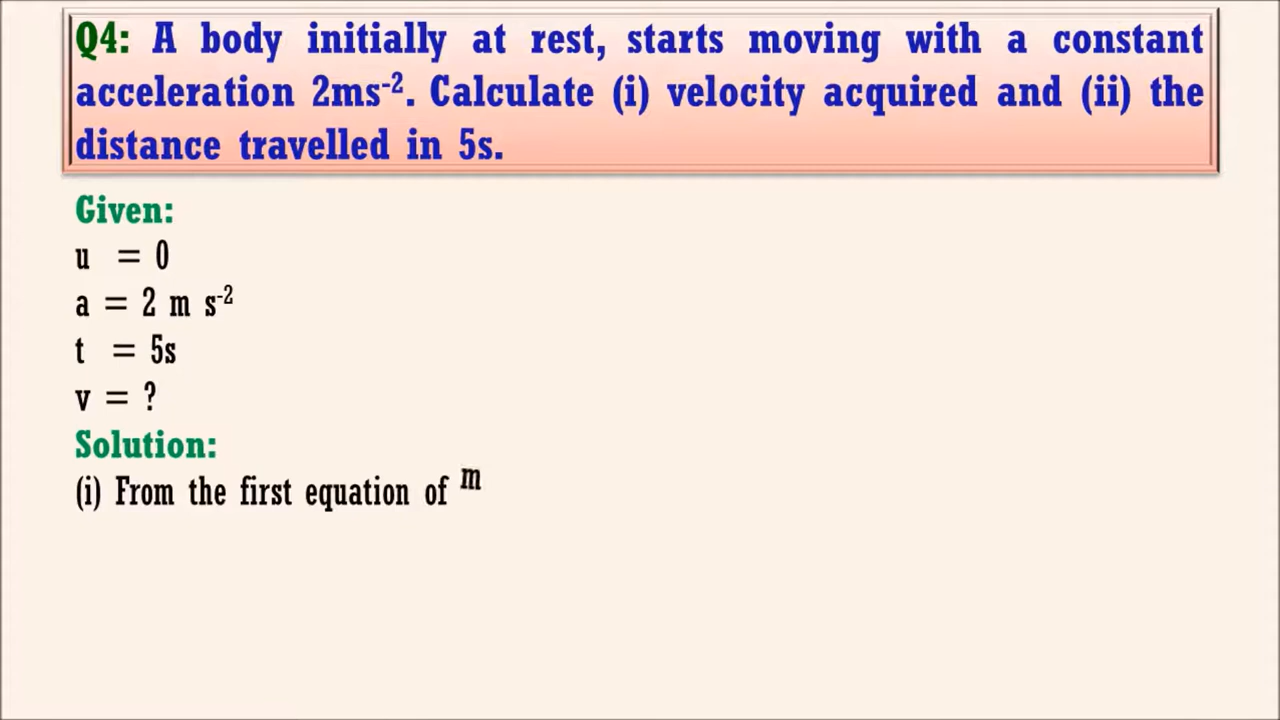 Q4: A body initially at rest, starts moving with a constant
acceleration 2ms⁻². Calculate (i) velocity acquired and (ii) the
distance travelled in 5s.
Given:
u = 0
a = 2 m s⁻²
t = 5s
v = ?
Solution:
(i) From the first equation of m